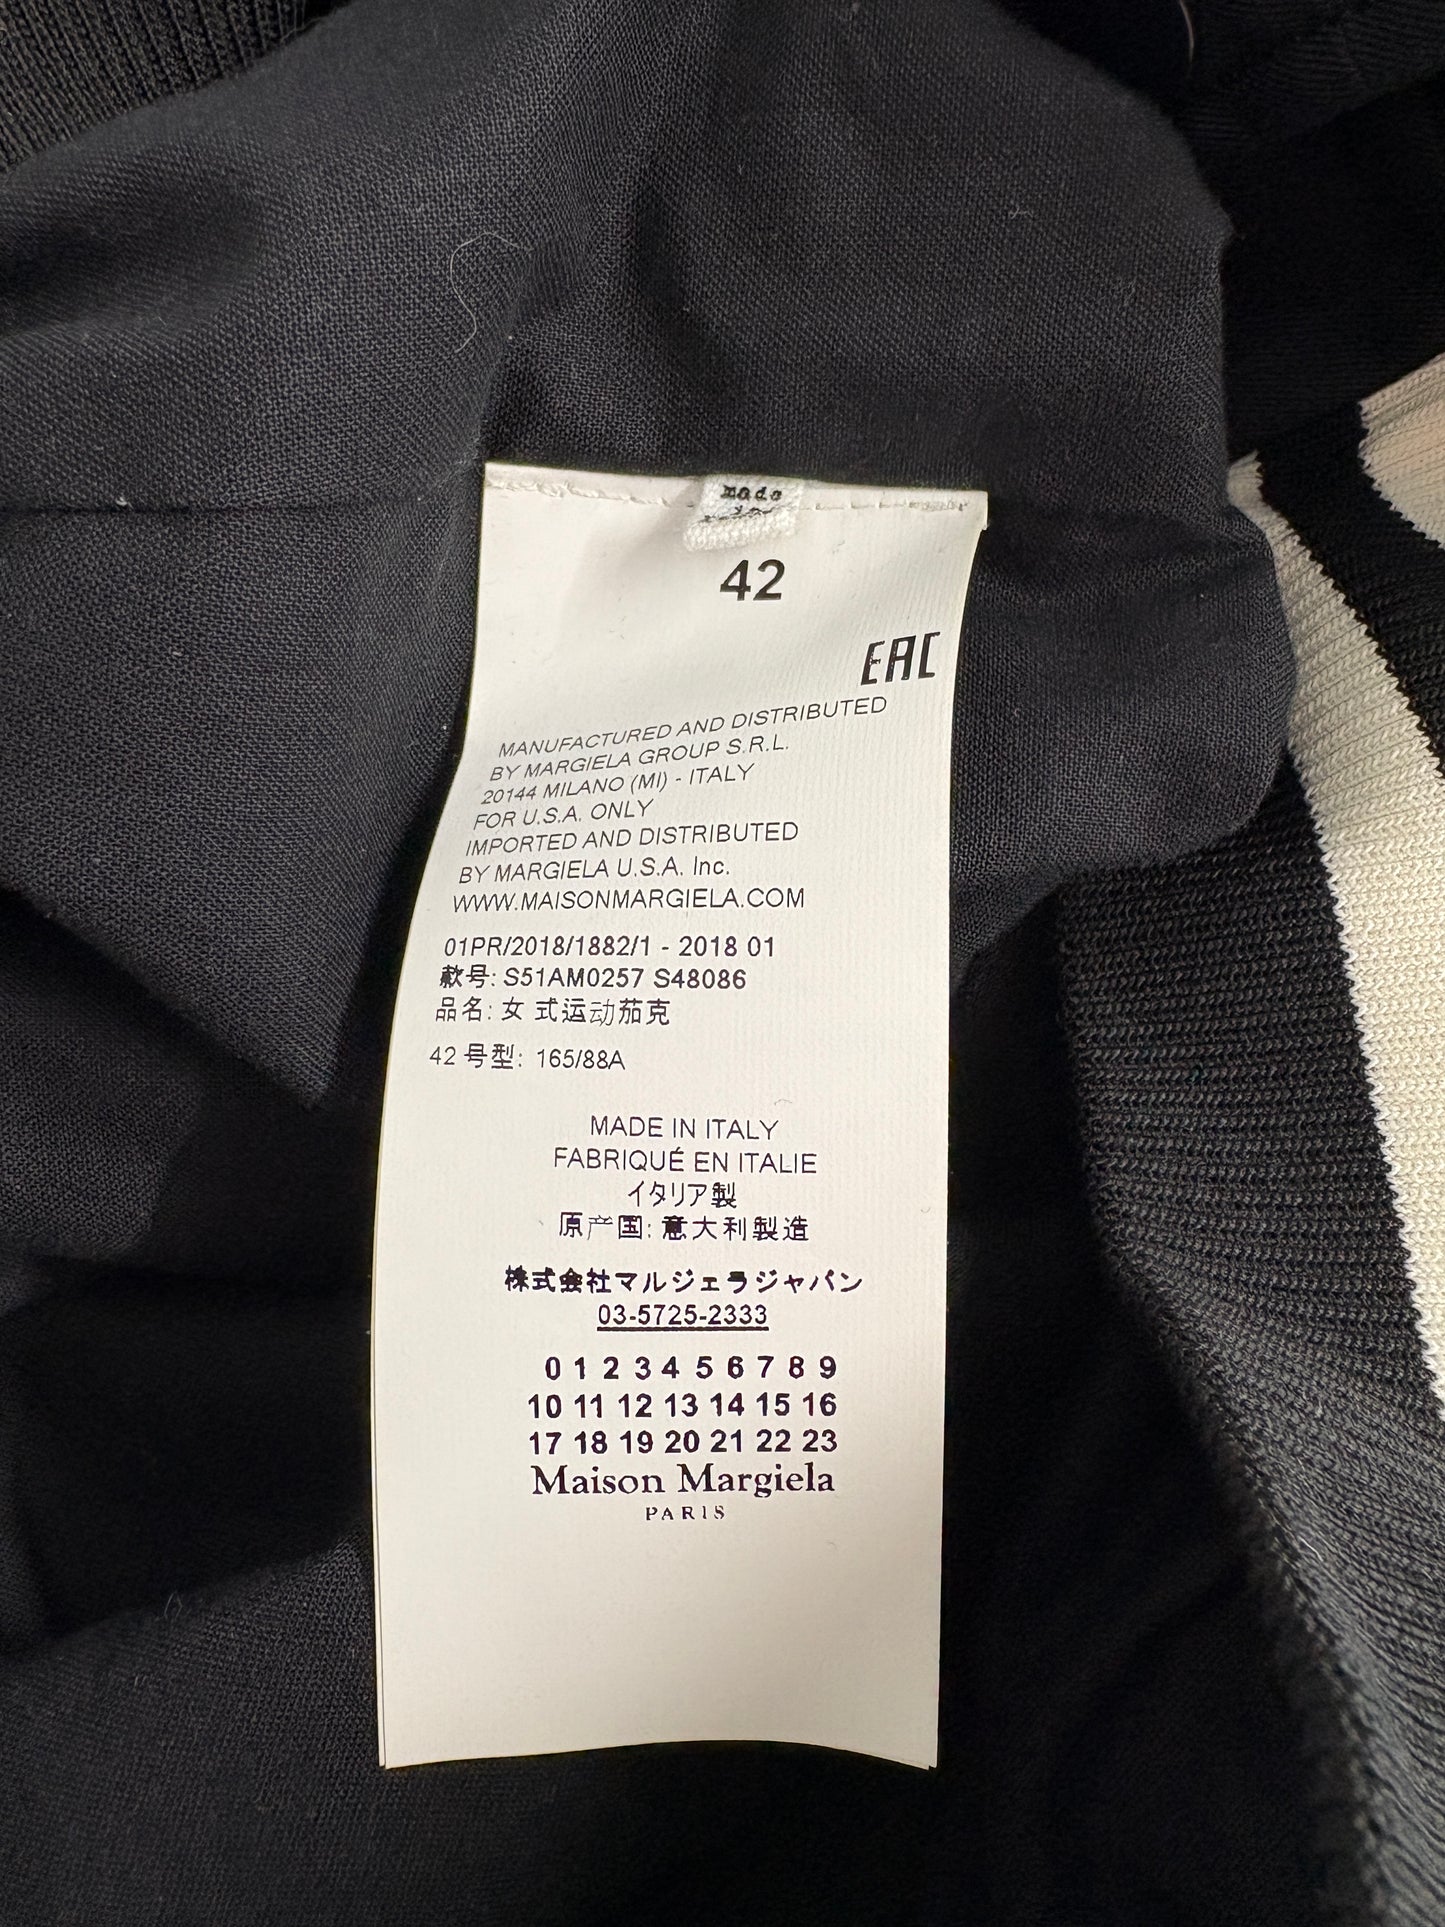 made
42
EAC
MANUFACTURED AND DISTRIBUTED
BY MARGIELA GROUP S.R.L.
20144 MILANO (MI) - ITALY
FOR U.S.A. ONLY
IMPORTED AND DISTRIBUTED
BY MARGIELA U.S.A. Inc.
WWW.MAISONMARGIELA.COM
01PR/2018/1882/1 - 2018 01
款号: S51AM0257 S48086
品名: 女 式运动茄克
42 号型: 165/88A
MADE IN ITALY
FABRIQUÉ EN ITALIE
イタリア製
原产国: 意大利製造
株式会社マルジェラジャパン
03-5725-2333
0 1 2 3 4 5 6 7 8 9
10 11 12 13 14 15 16
17 18 19 20 21 22 23
Maison Margiela
PARIS